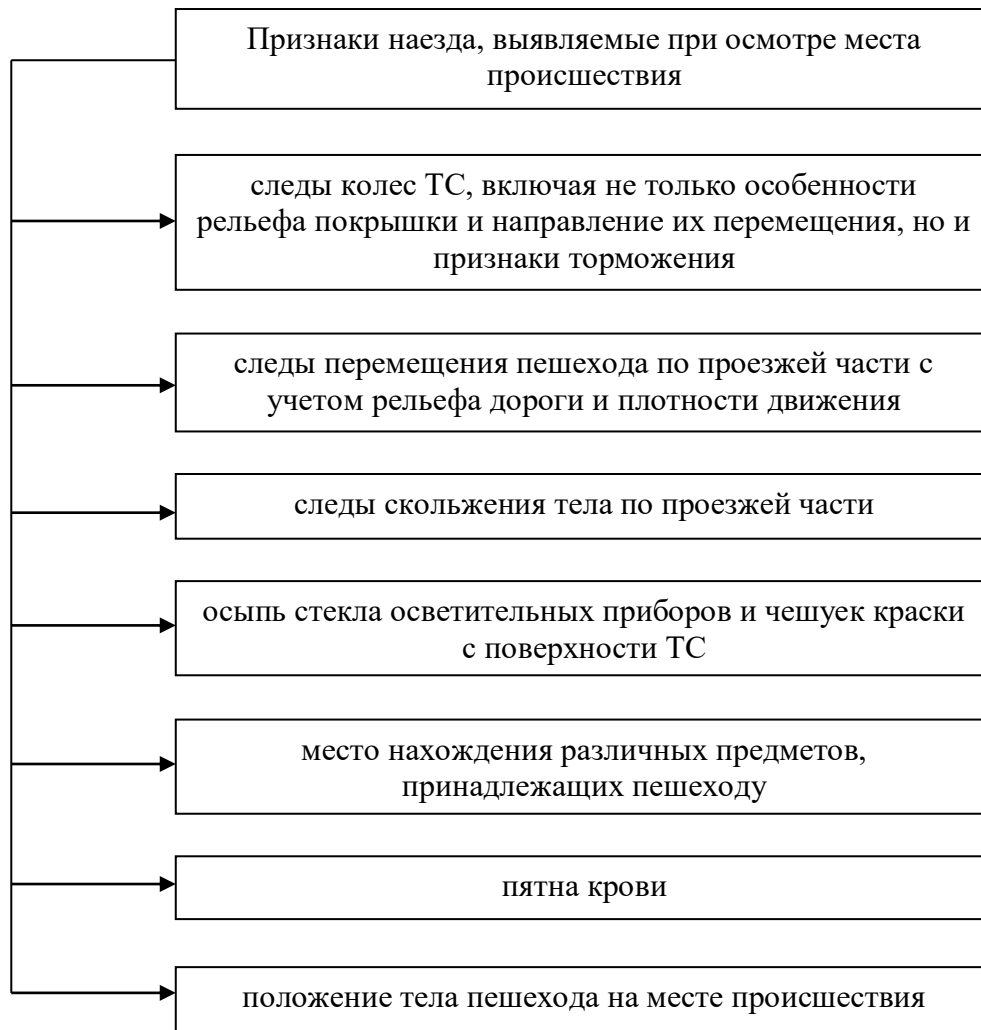 Признаки наезда, выявляемые при осмотре места
происшествия
следы колес ТС, включая не только особенности
рельефа покрышки и направление их перемещения, но и
признаки торможения
следы перемещения пешехода по проезжей части с
учетом рельефа дороги и плотности движения
следы скольжения тела по проезжей части
осыпь стекла осветительных приборов и чешуек краски
с поверхности ТС
место нахождения различных предметов,
принадлежащих пешеходу
пятна крови
положение тела пешехода на месте происшествия